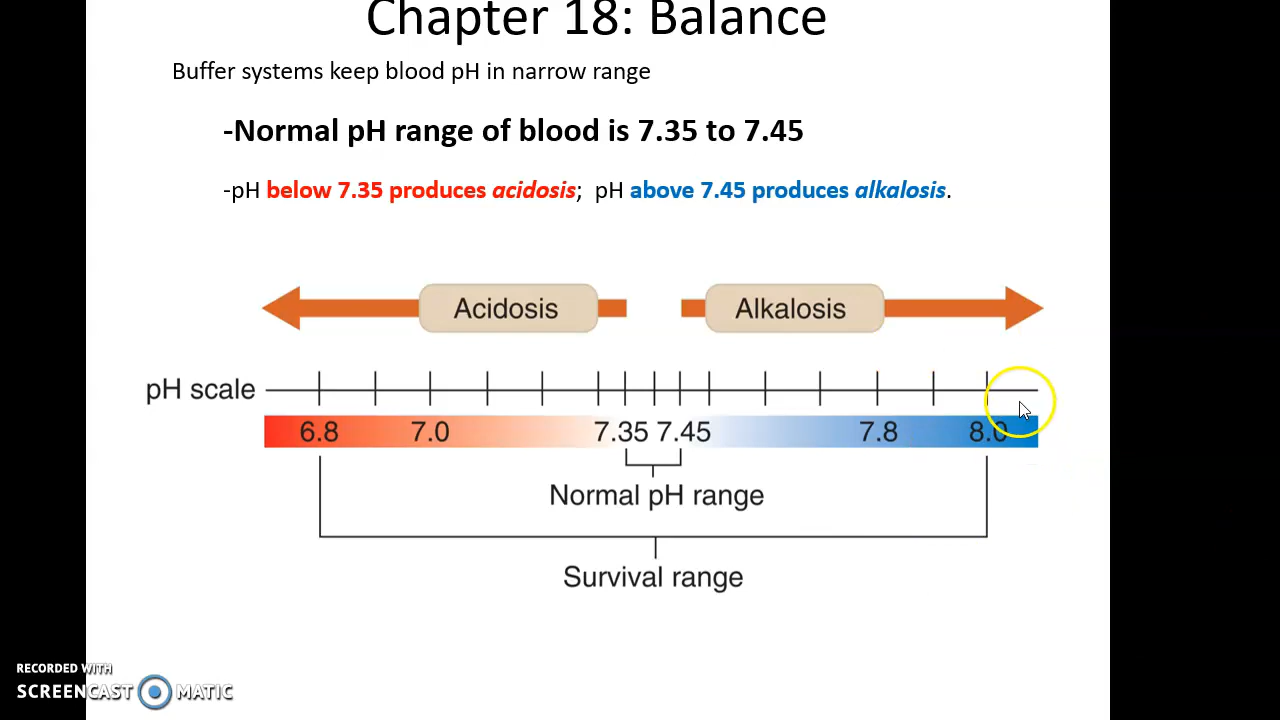 Chapter 18: Balance
Buffer systems keep blood pH in narrow range
-Normal pH range of blood is 7.35 to 7.45
-pH below 7.35 produces acidosis; pH above 7.45 produces alkalosis.
Acidosis Alkalosis
pH scale
6.8 7.0 7.35 7.45 7.8 8.0
Normal pH range
Survival range
RECORDED WITH
SCREENCAST MATIC